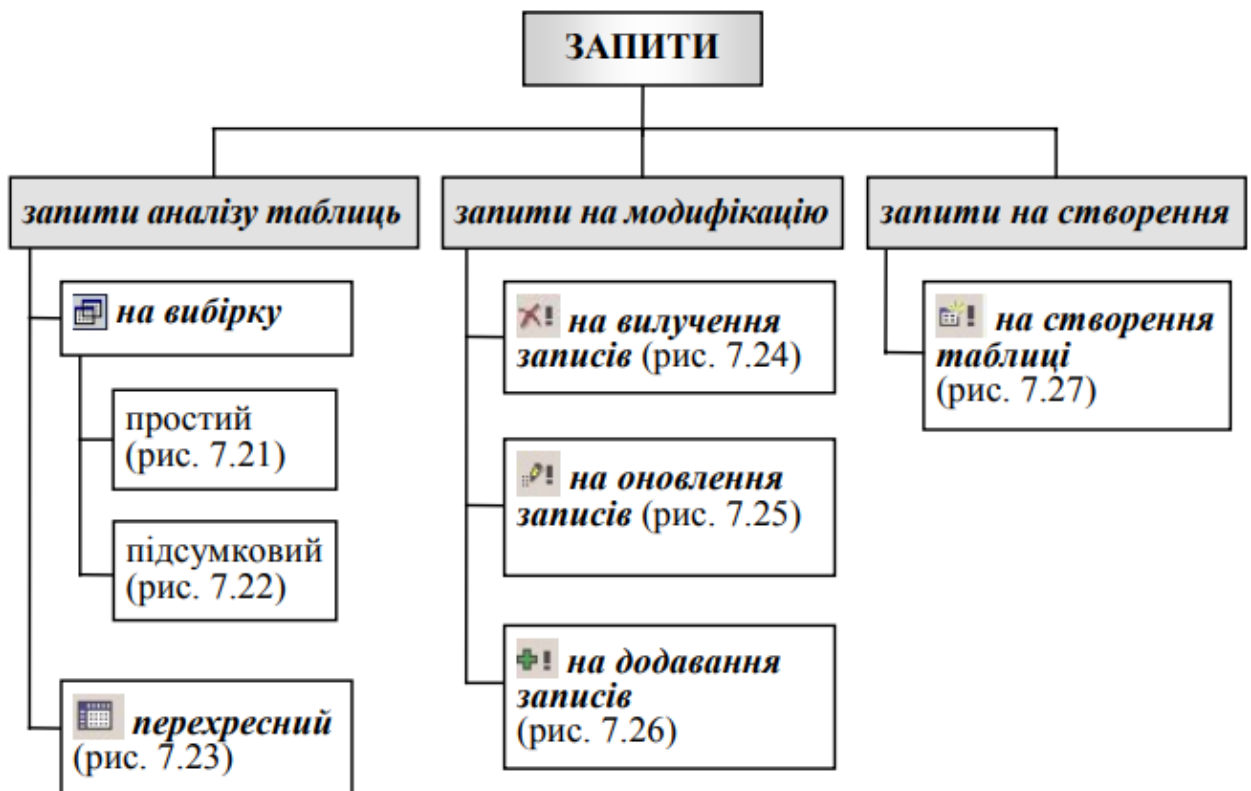 ЗАПИТИ
запити аналізу таблиць
на вибірку
простий
(рис. 7.21)
підсумковий
(рис. 7.22)
перехресний
(рис. 7.23)
запити на модифікацію
на вилучення
записів (рис. 7.24)
на оновлення
записів (рис. 7.25)
на додавання
записів
(рис. 7.26)
запити на створення
на створення
таблиці
(рис. 7.27)